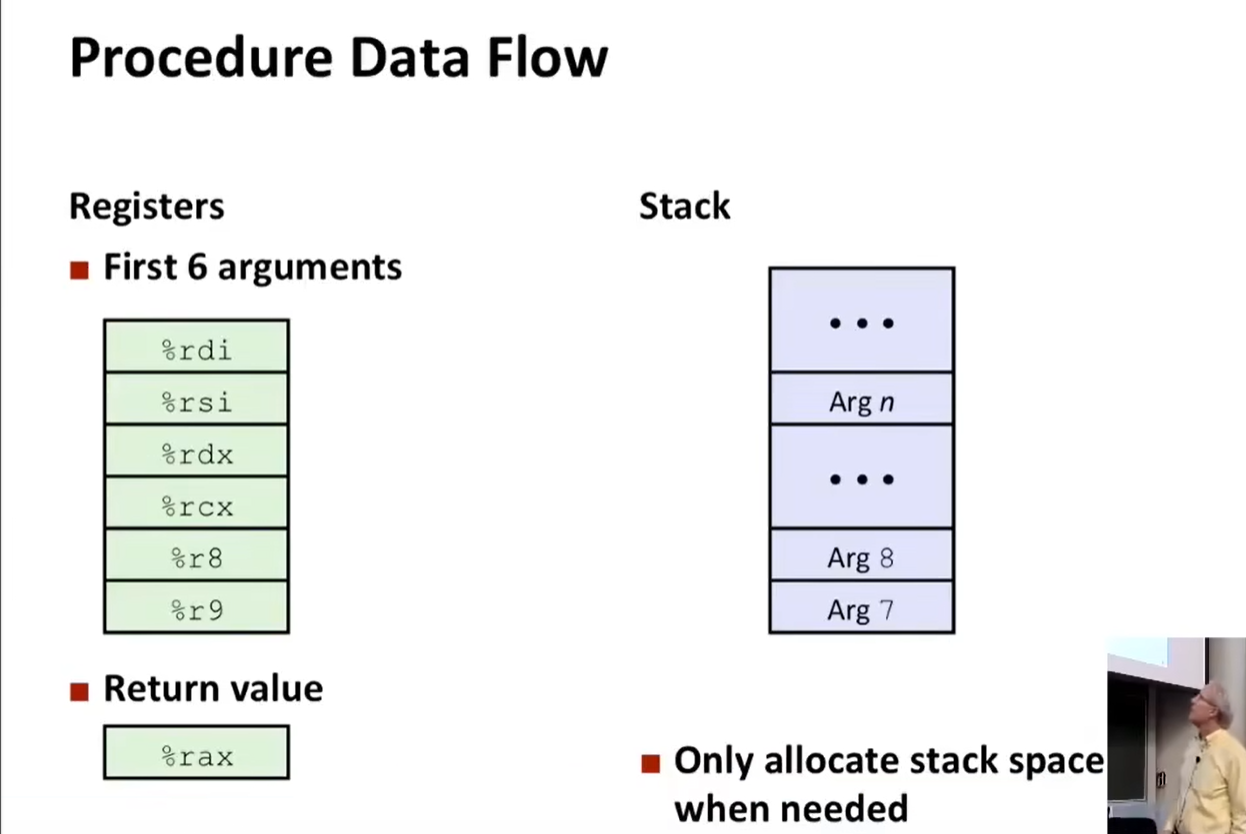 Procedure Data Flow
Registers
■ First 6 arguments
%rdi
%rsi
%rdx
%rcx
%r8
%r9
■ Return value
%rax
Stack
• • •
Arg n
• • •
Arg 8
Arg 7
■ Only allocate stack space
when needed